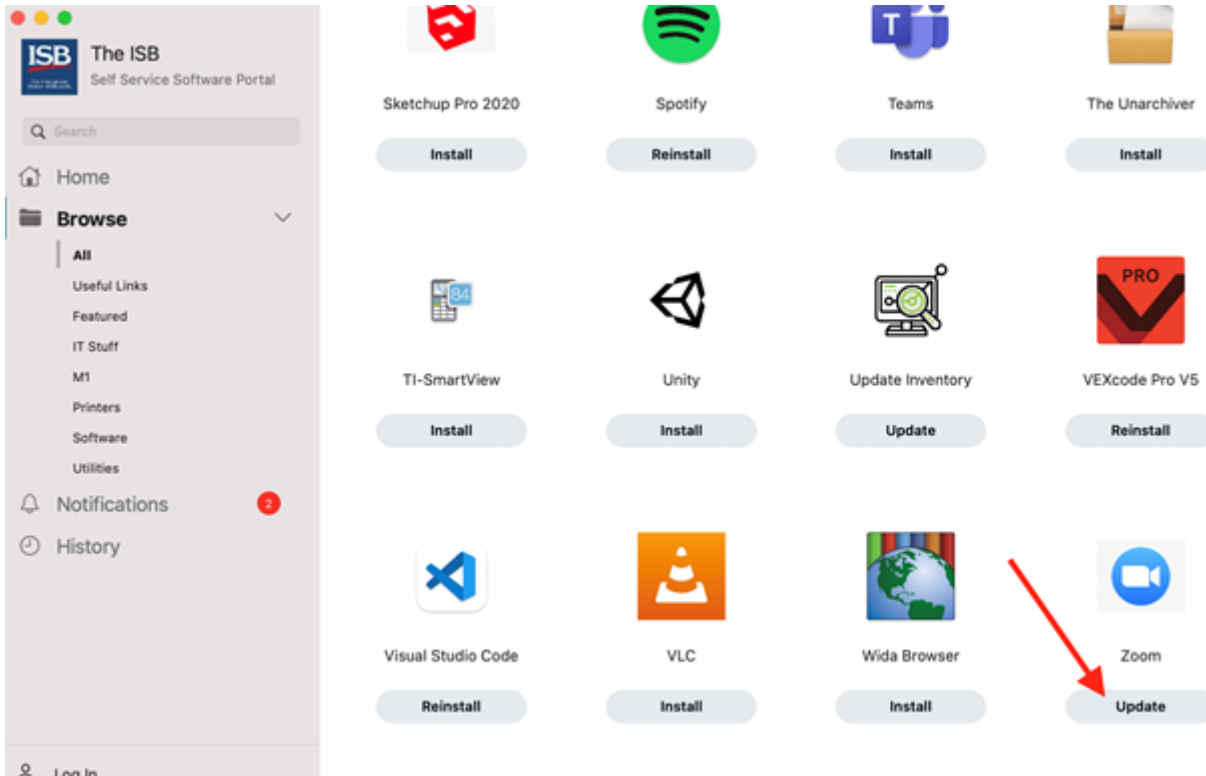 ISB
The ISB
Self Service Software Portal
Search
Home
Browse
All
Useful Links
Featured
IT Stuff
M1
Printers
Software
Utilities
Notifications
2
History
Log In
Sketchup Pro 2020
Spotify
Teams
The Unarchiver
Install
Reinstall
Install
Install
84
PRO
TI-SmartView
Unity
Update Inventory
VEXcode Pro V5
Install
Install
Update
Reinstall
Visual Studio Code
VLC
Wida Browser
Zoom
Reinstall
Install
Install
Update